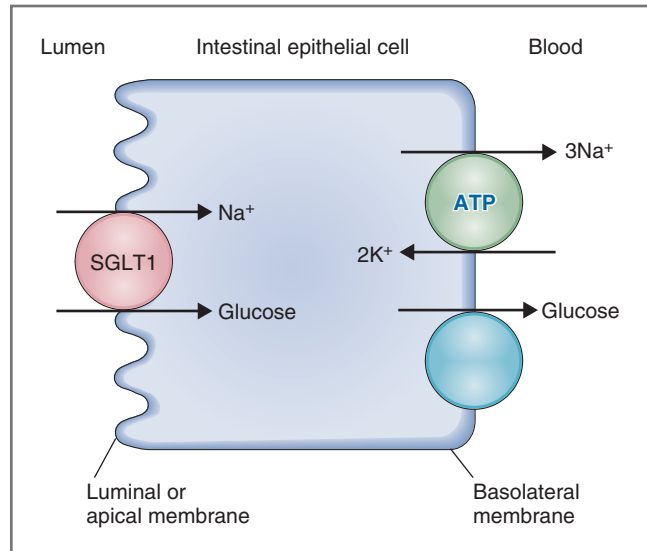 Lumen
Intestinal epithelial cell
Blood
3Na⁺
ATP
Na⁺
2K⁺
SGLT1
Glucose
Glucose
Luminal or
apical membrane
Basolateral
membrane